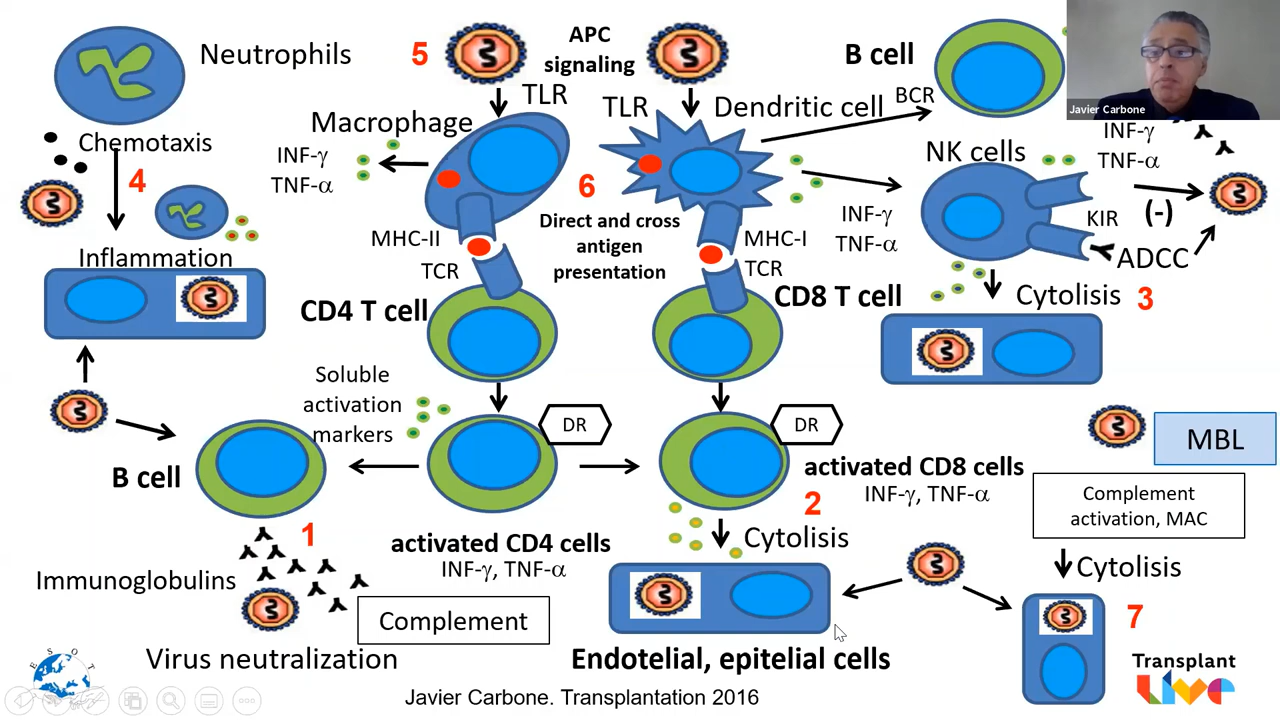 Neutrophils
5
APC
signaling
B cell
TLR
TLR
Dendritic cell
BCR
Javier Carbone
Macrophage
Chemotaxis
INF-γ
TNF-α
INF-γ
TNF-α
NK cells
4
6
KIR
(-)
Direct and cross
antigen
presentation
INF-γ
TNF-α
MHC-II
TCR
MHC-I
TCR
ADCC
Inflammation
CD4 T cell
CD8 T cell
Cytolisis
3
Soluble
activation
markers
DR
DR
MBL
B cell
activated CD8 cells
INF-γ, TNF-α
2
Complement
activation, MAC
1
activated CD4 cells
INF-γ, TNF-α
Cytolisis
Cytolisis
Immunoglobulins
Complement
7
Virus neutralization
Endotelial, epitelial cells
ESOT
Transplant
Live
Javier Carbone. Transplantation 2016